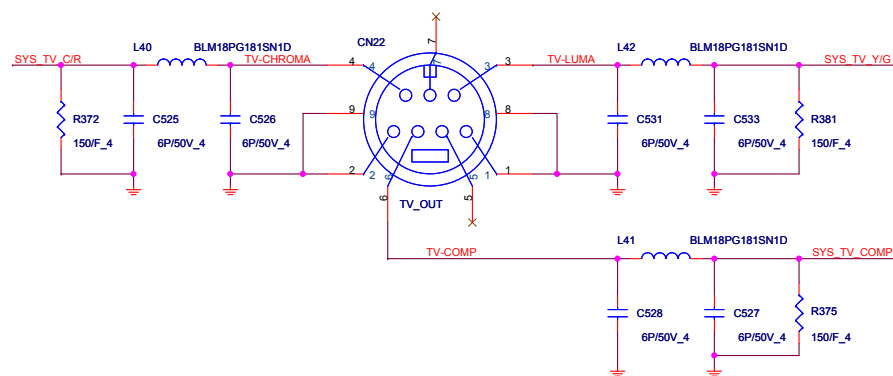 7
L40 BLM18PG181SN1D CN22 L42 BLM18PG181SN1D
SYS_TV_C/R TV-CHROMA 4 4 7 3 3 TV-LUMA SYS_TV_Y/G
R372 C525 C526 9 9 8 8 C531 C533 R381
150/F_4 6P/50V_4 6P/50V_4 6P/50V_4 6P/50V_4 150/F_4
2 2 6 5 1 1
6 TV_OUT 5
L41 BLM18PG181SN1D
TV-COMP SYS_TV_COMP
C528 C527 R375
6P/50V_4 6P/50V_4 150/F_4